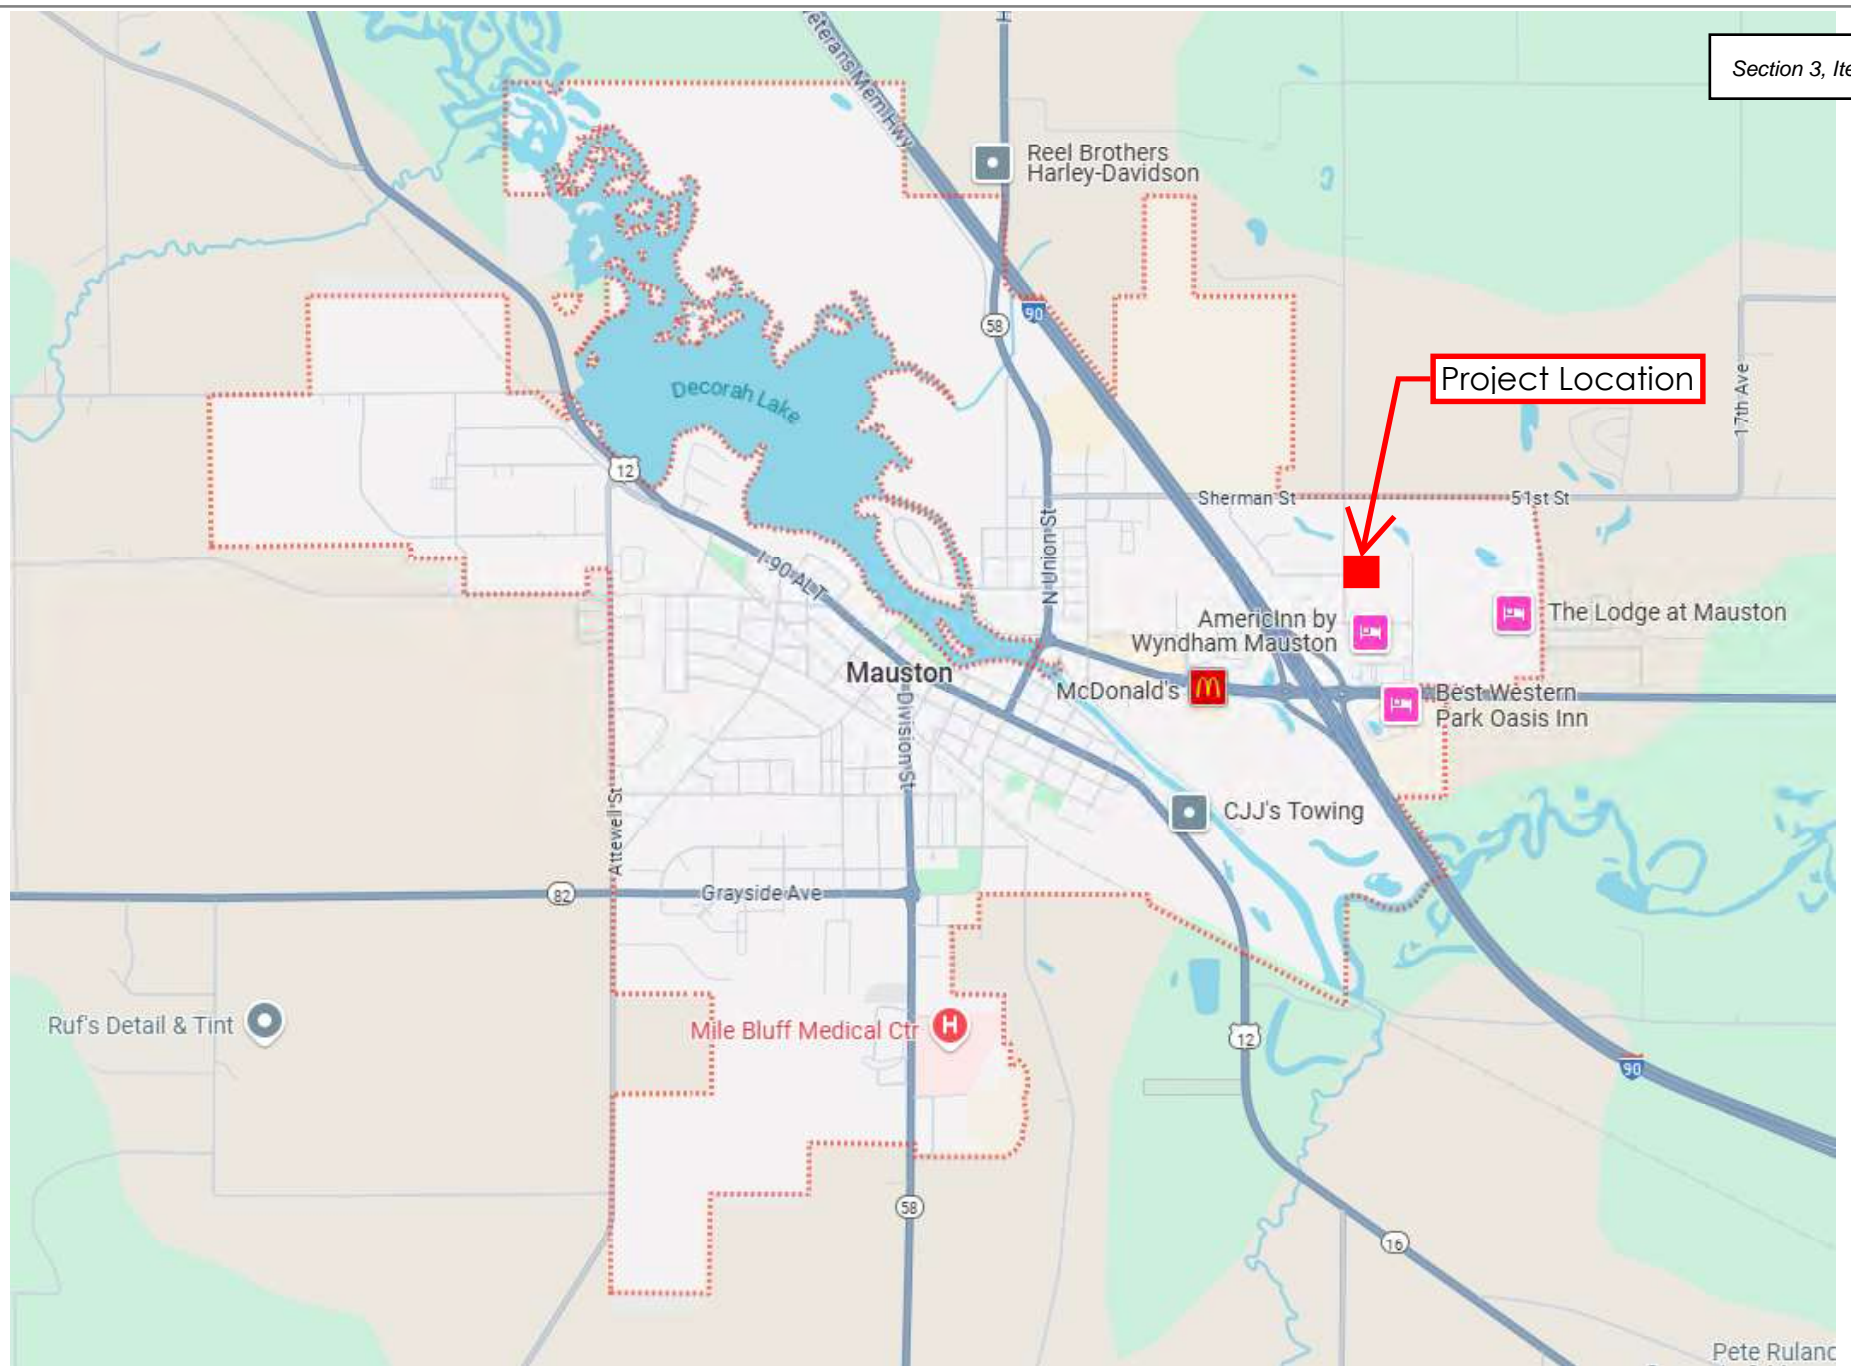 Section 3, Ite
H
Veterans Mem Hwy
Reel Brothers
Harley-Davidson
90
58
Project Location
17th Ave
Decorah Lake
12
Sherman St
51st St
N Union St
I-90 ALT
AmericInn by
Wyndham Mauston
The Lodge at Mauston
Mauston
McDonald's
Best Western
Park Oasis Inn
Division St
Attewell St
CJJ's Towing
82
Grayside Ave
Ruf's Detail & Tint
Mile Bluff Medical Ctr
H
12
90
58
16
Pete Ruland